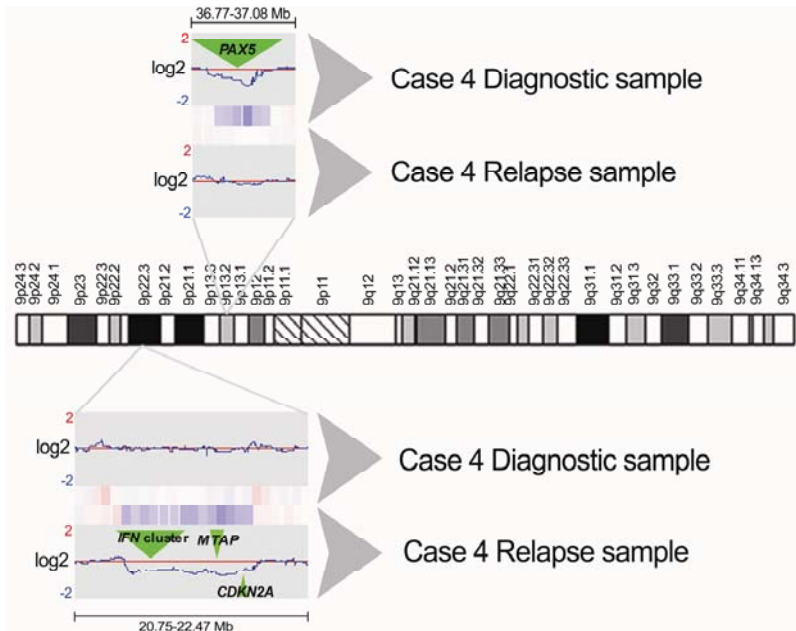 36.77-37.08 Mb
2
PAX5
log2
-2
Case 4 Diagnostic sample
2
log2
-2
Case 4 Relapse sample
9p24.3 9p24.2 9p24.1 9p23 9p22.3 9p22.2 9p22.3 9p21.2 9p21.1 9p13.3 9p13.2 9p13.1 9p12 9p11.2 9p11.1 9p11 9q12 9q13 9q21.12 9q21.13 9q21.2 9q21.31 9q21.32 9q21.33 9q22.1 9q22.31 9q22.32 9q22.33 9q31.1 9q31.2 9q31.3 9q32 9q33.1 9q33.2 9q33.3 9q34.11 9q34.13 9q34.3
2
log2
-2
Case 4 Diagnostic sample
2
IFN cluster MTAP
log2
-2
CDKN2A
Case 4 Relapse sample
20.75-22.47 Mb